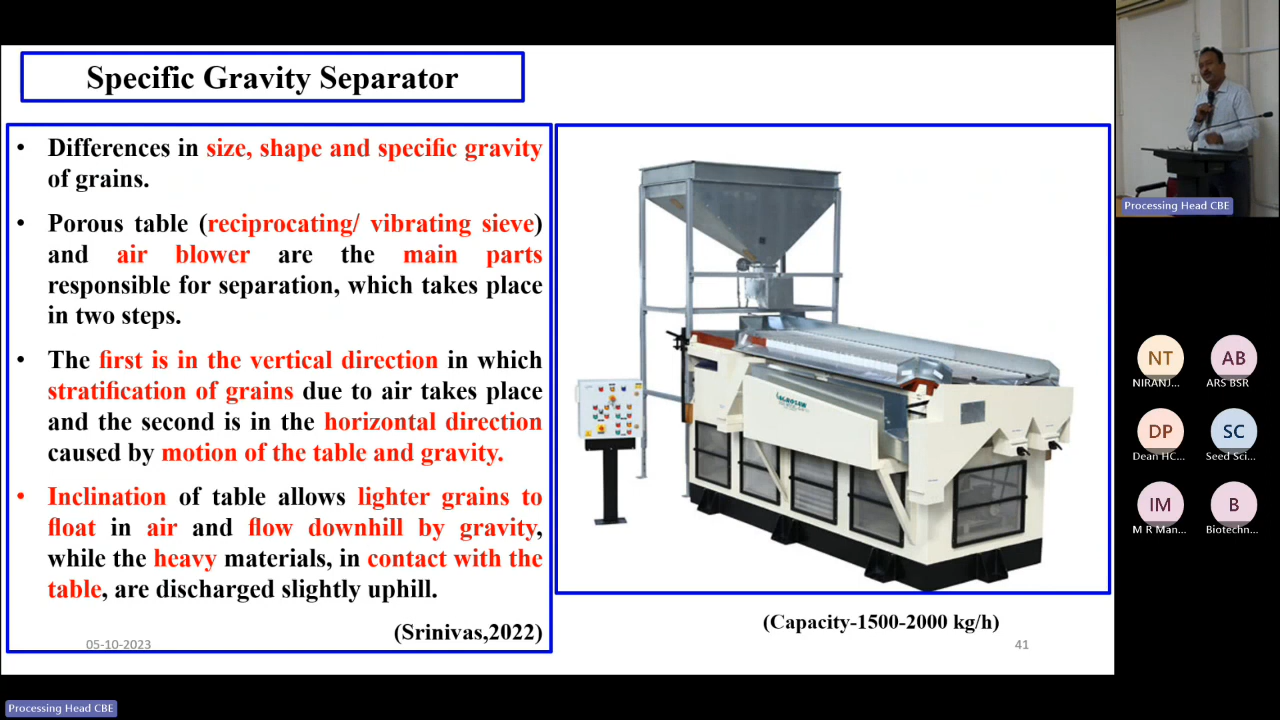 Specific Gravity Separator
• Differences in size, shape and specific gravity
of grains.
• Porous table (reciprocating/ vibrating sieve)
and air blower are the main parts
responsible for separation, which takes place
in two steps.
• The first is in the vertical direction in which
stratification of grains due to air takes place
and the second is in the horizontal direction
caused by motion of the table and gravity.
• Inclination of table allows lighter grains to
float in air and flow downhill by gravity,
while the heavy materials, in contact with the
table, are discharged slightly uphill.
(Srinivas,2022)
05-10-2023
AGROSAW
(Capacity-1500-2000 kg/h)
41
Processing Head CBE
NT
NIRANJ...
AB
ARS BSR
DP
Dean HC...
SC
Seed Sci...
IM
M R Man...
B
Biotechn...
Processing Head CBE